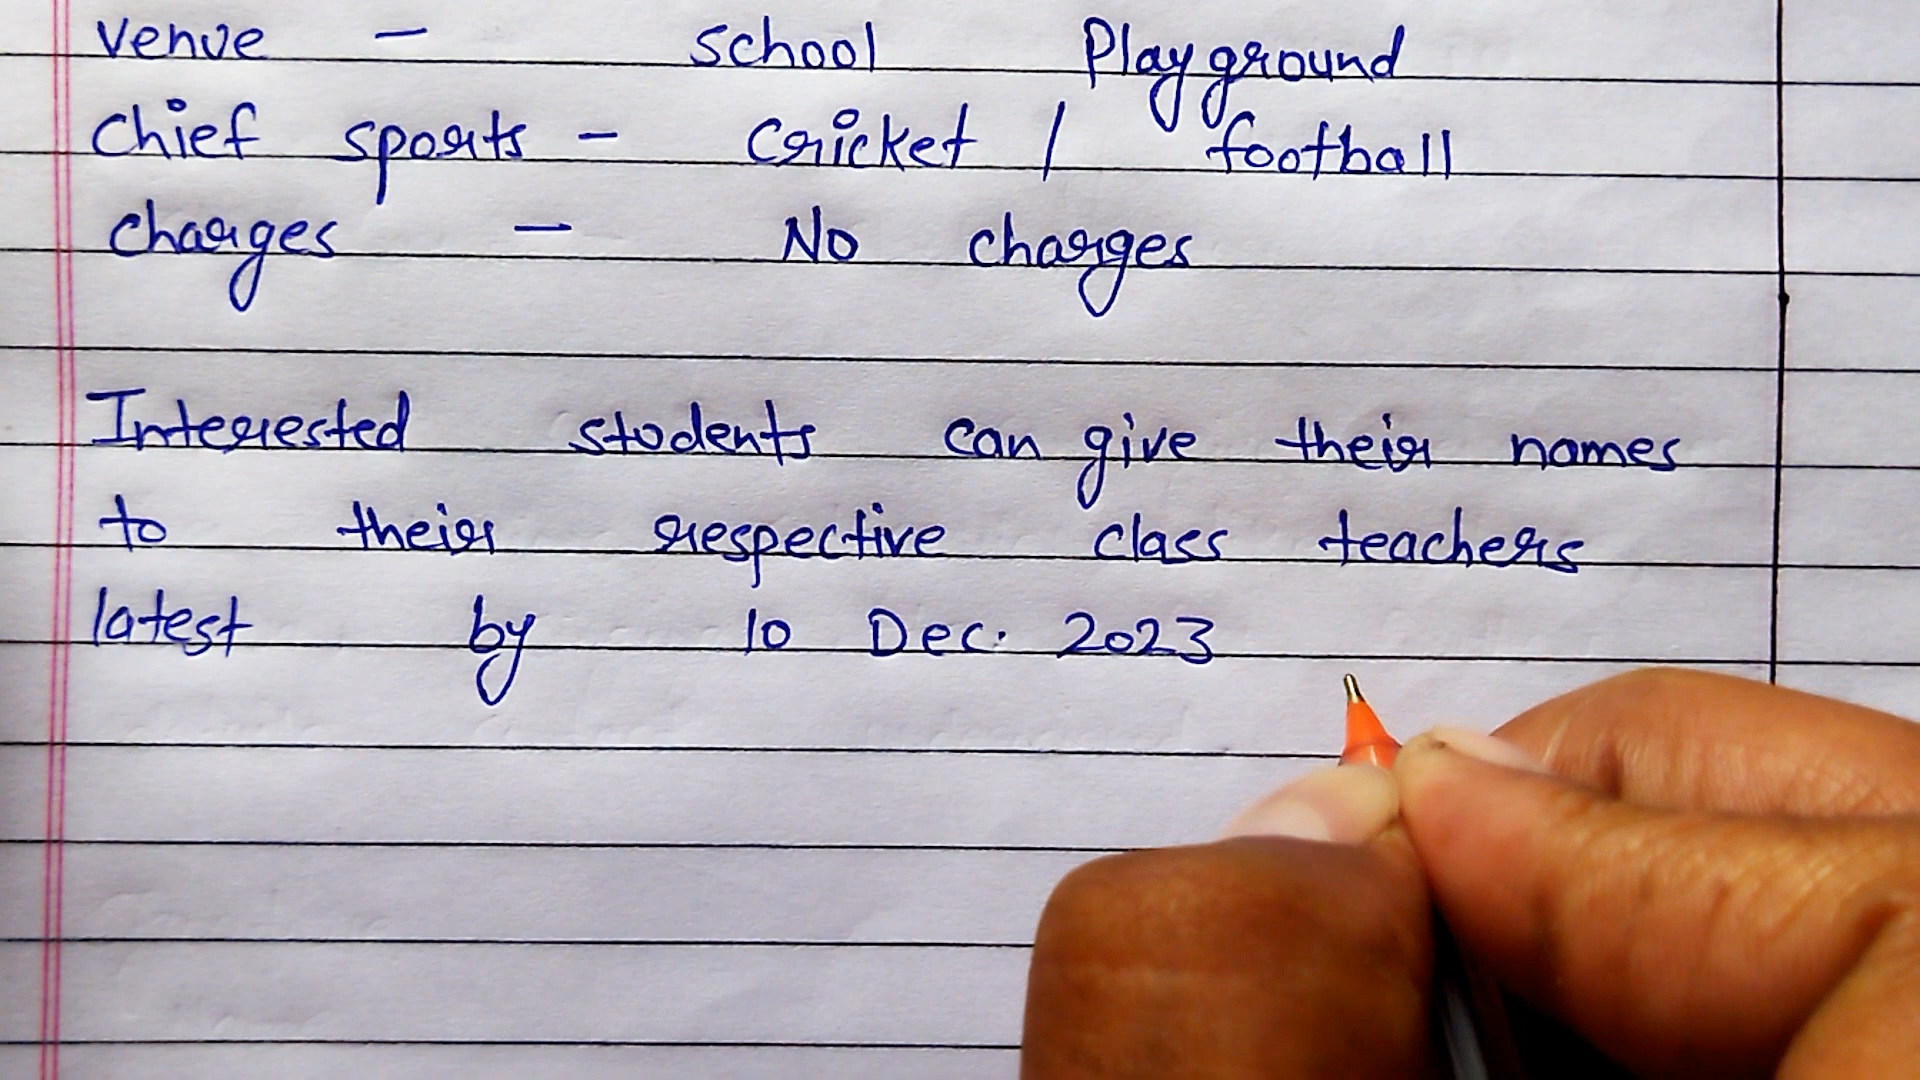 Venue - School Playground
Chief sports - Cricket / football
Charges - No charges
Interested students can give their names
to their respective class teachers
latest by 10 Dec. 2023